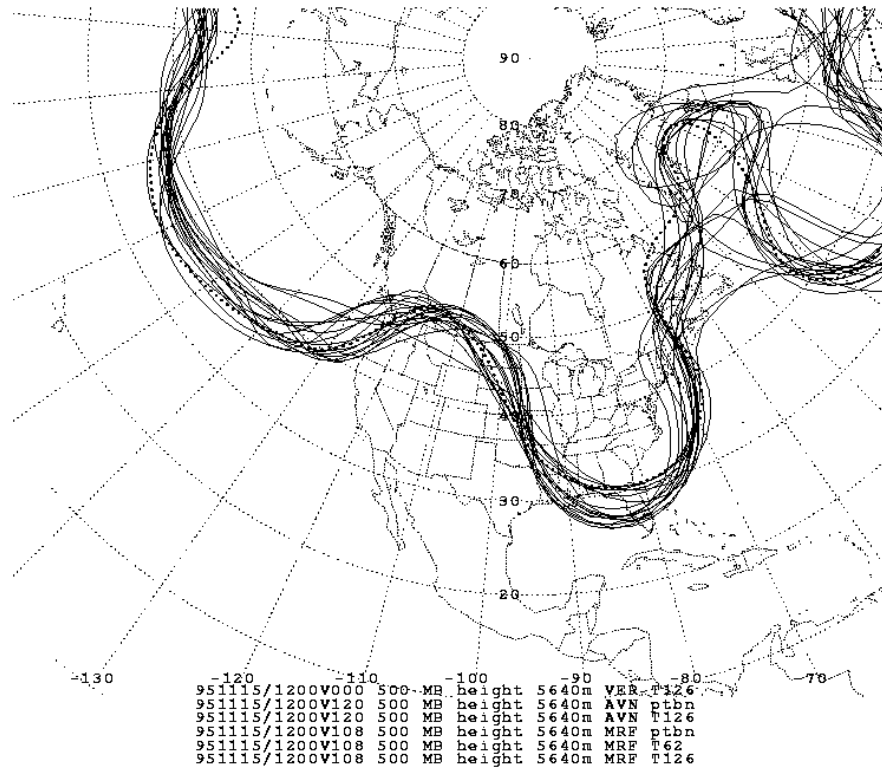 90
80
70
60
50
40
30
20
-130 -120 -110 -100 -90 -80 70
951115/1200V000 500 MB height 5640m VER T126
951115/1200V120 500 MB height 5640m AVN ptbn
951115/1200V120 500 MB height 5640m AVN T126
951115/1200V108 500 MB height 5640m MRF ptbn
951115/1200V108 500 MB height 5640m MRF T62
951115/1200V108 500 MB height 5640m MRF T126